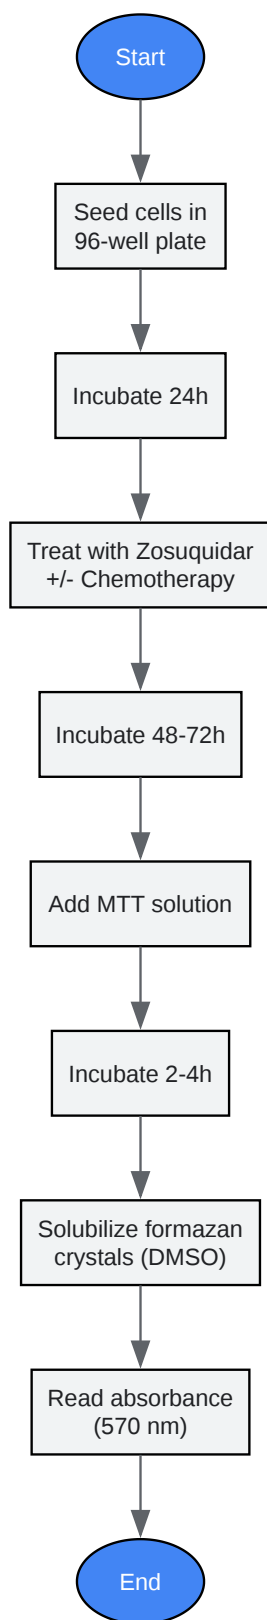 Start
Seed cells in
96-well plate
Incubate 24h
Treat with Zosuquidar
+/- Chemotherapy
Incubate 48-72h
Add MTT solution
Incubate 2-4h
Solubilize formazan
crystals (DMSO)
Read absorbance
(570 nm)
End